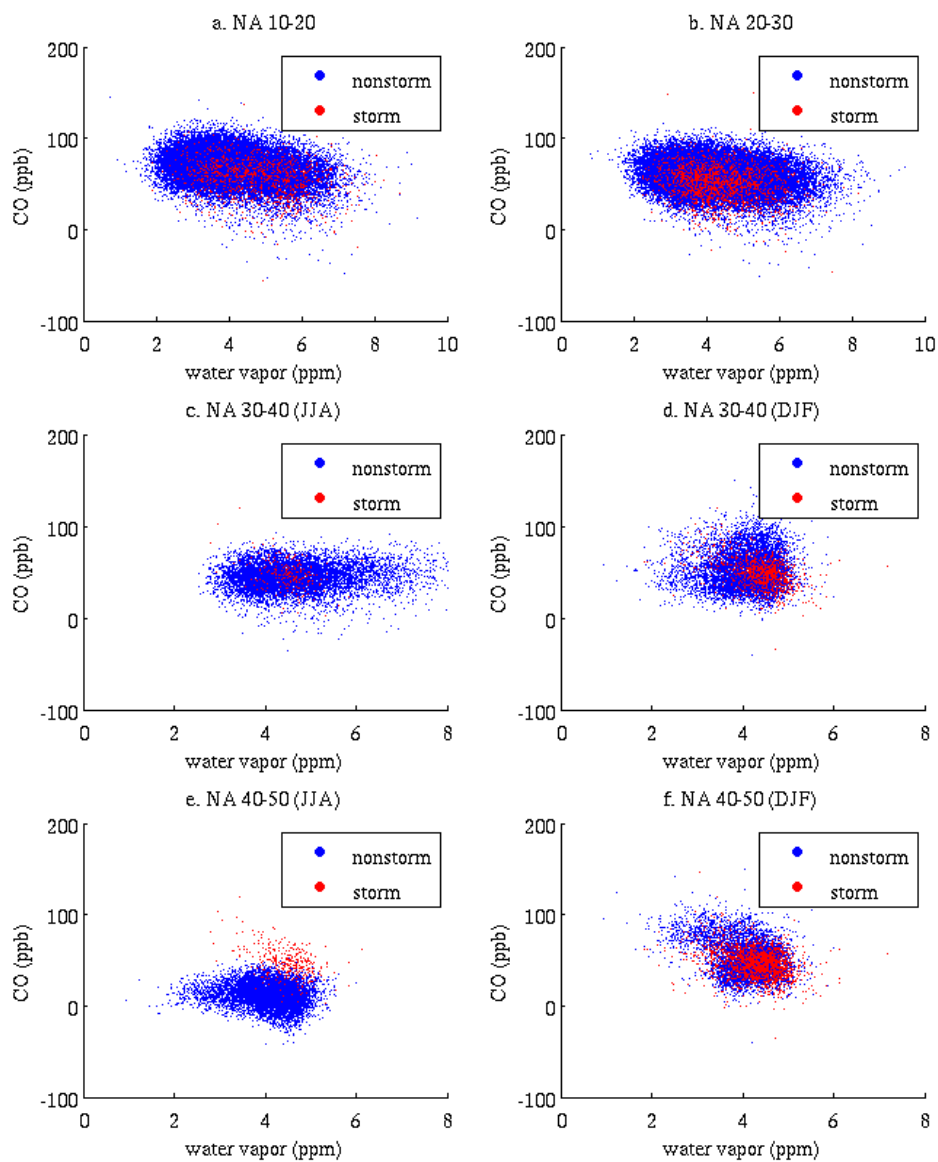 a. NA 10-20
200
100
0
-100
CO (ppb)
nonstorm
storm
0 2 4 6 8 10
water vapor (ppm)
b. NA 20-30
200
100
0
-100
CO (ppb)
nonstorm
storm
0 2 4 6 8 10
water vapor (ppm)
c. NA 30-40 (JJA)
200
100
0
-100
CO (ppb)
nonstorm
storm
0 2 4 6 8
water vapor (ppm)
d. NA 30-40 (DJF)
200
100
0
-100
CO (ppb)
nonstorm
storm
0 2 4 6 8
water vapor (ppm)
e. NA 40-50 (JJA)
200
100
0
-100
CO (ppb)
nonstorm
storm
0 2 4 6 8
water vapor (ppm)
f. NA 40-50 (DJF)
200
100
0
-100
CO (ppb)
nonstorm
storm
0 2 4 6 8
water vapor (ppm)